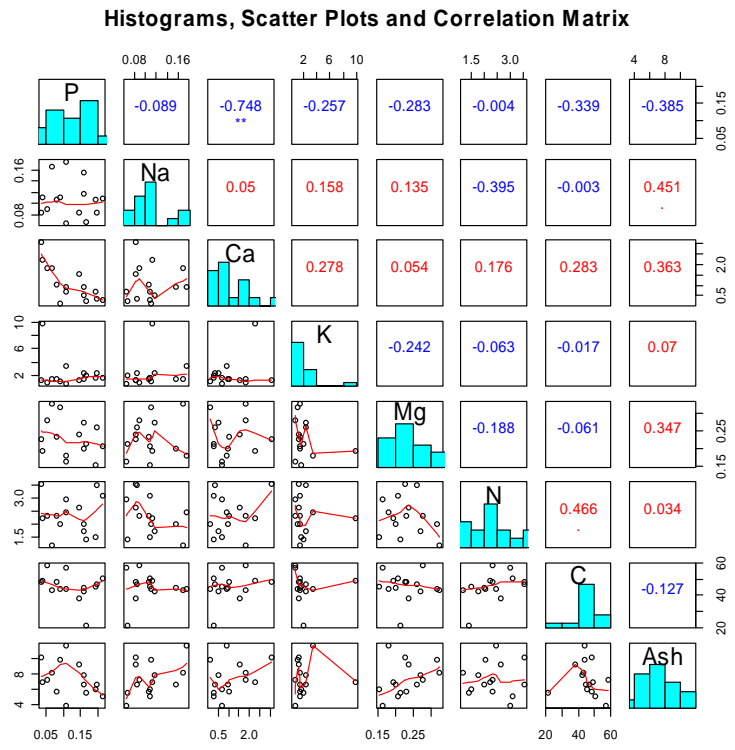 Histograms, Scatter Plots and Correlation Matrix
0.08 0.16 2 6 10 1.5 3.0 4 6 8
P -0.089 -0.748 -0.257 -0.283 -0.004 -0.339 -0.385 0.05 0.15
**
0.08 0.16 Na 0.05 0.158 0.135 -0.395 -0.003 0.451
.
Ca 0.278 0.054 0.176 0.283 0.363 0.5 2.0
2 6 10 K -0.242 -0.063 -0.017 0.07
Mg -0.188 -0.061 0.347 0.15 0.25
1.5 3.0 N 0.466 0.034
.
C -0.127 20 40 60
4 6 8 Ash
0.05 0.15 0.5 2.0 0.15 0.25 20 40 60